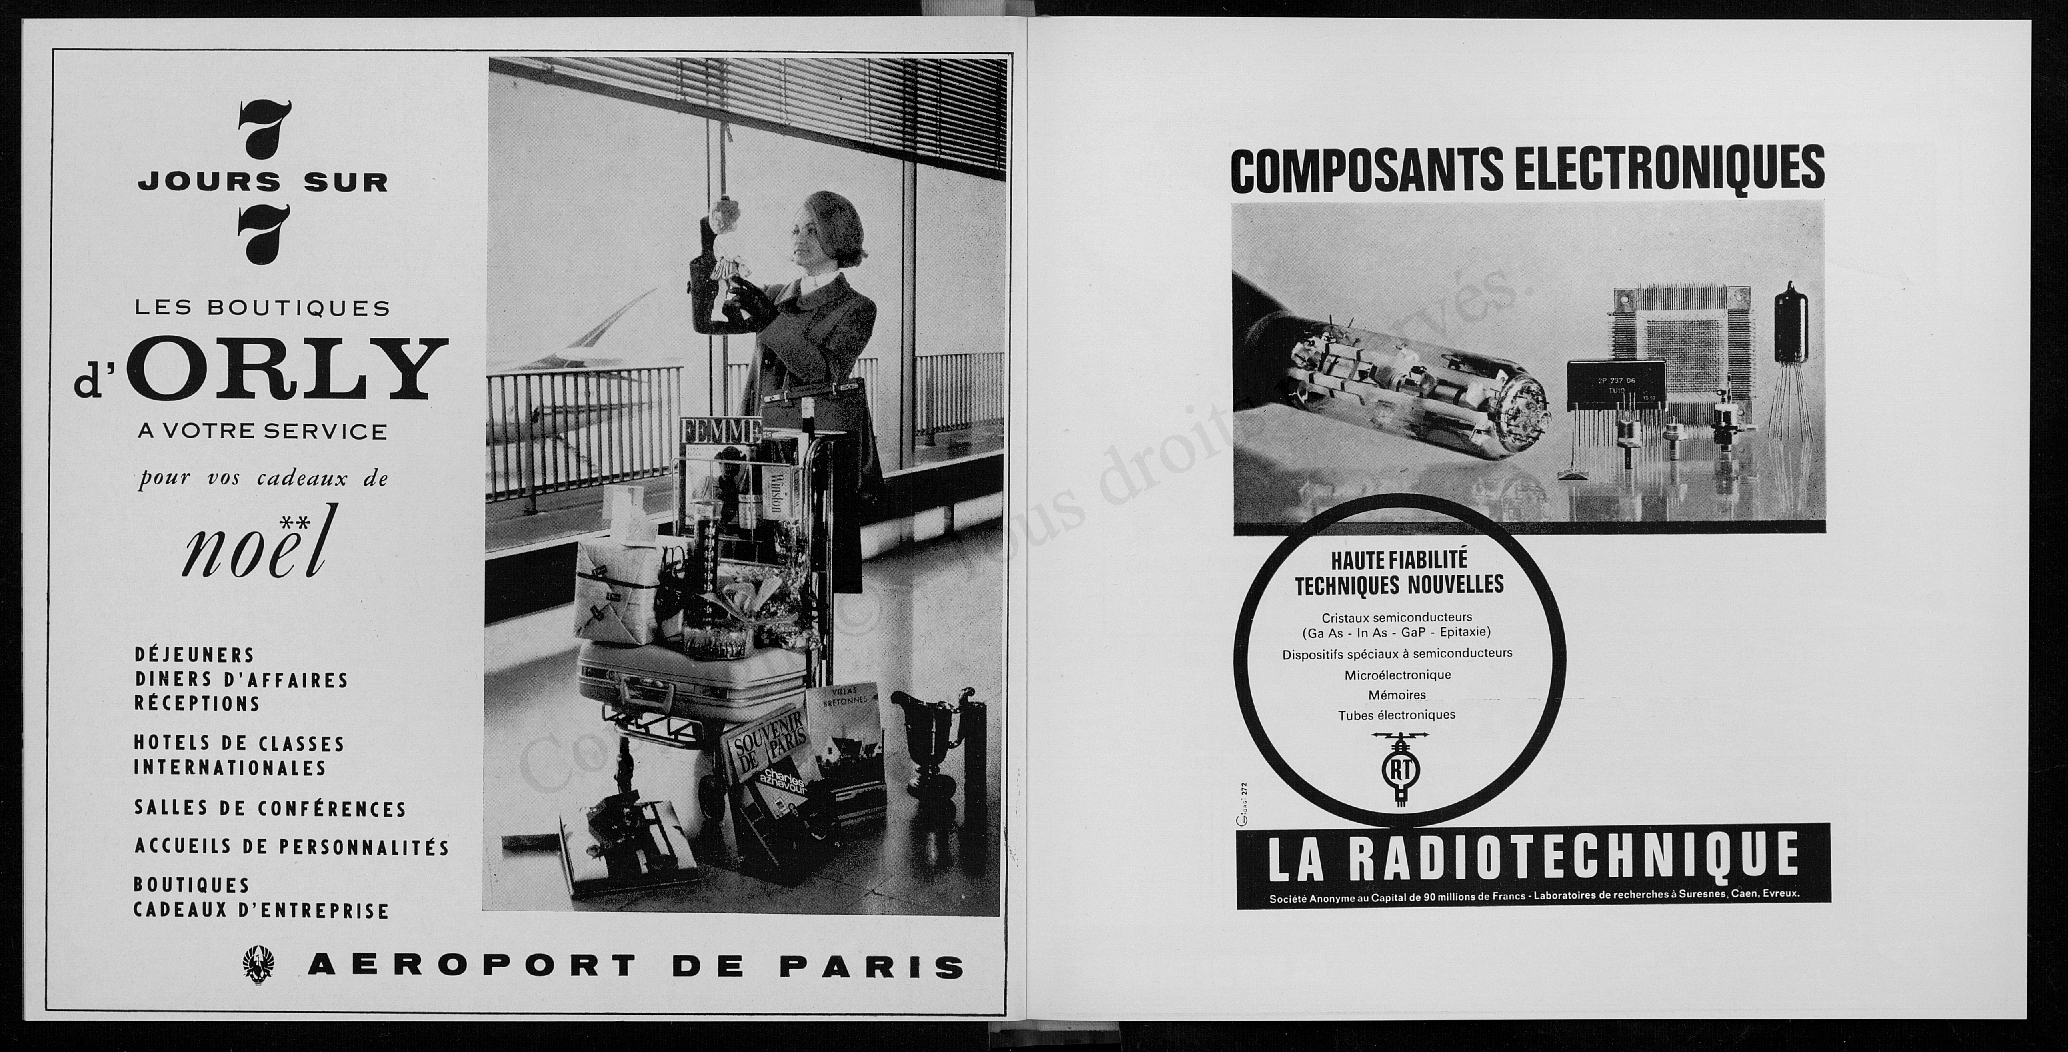 7
JOURS SUR
7
LES BOUTIQUES
d'ORLY
A VOTRE SERVICE
pour vos cadeaux de
noël
DÉJEUNERS
DINERS D'AFFAIRES
RÉCEPTIONS
HOTELS DE CLASSES
INTERNATIONALES
SALLES DE CONFÉRENCES
ACCUEILS DE PERSONNALITÉS
BOUTIQUES
CADEAUX D'ENTREPRISE
FEMME
Winston
VILLAS
BRETONNES
SOUVENIR
DE PARIS
charles
aznavour
AEROPORT DE PARIS
COMPOSANTS ELECTRONIQUES
2P 737 06
HAUTE FIABILITÉ
TECHNIQUES NOUVELLES
Cristaux semiconducteurs
(Ga As - In As - GaP - Epitaxie)
Dispositifs spéciaux à semiconducteurs
Microélectronique
Mémoires
Tubes électroniques
RT
272
LA RADIOTECHNIQUE
Société Anonyme au Capital de 90 millions de Francs - Laboratoires de recherches à Suresnes, Caen, Evreux.